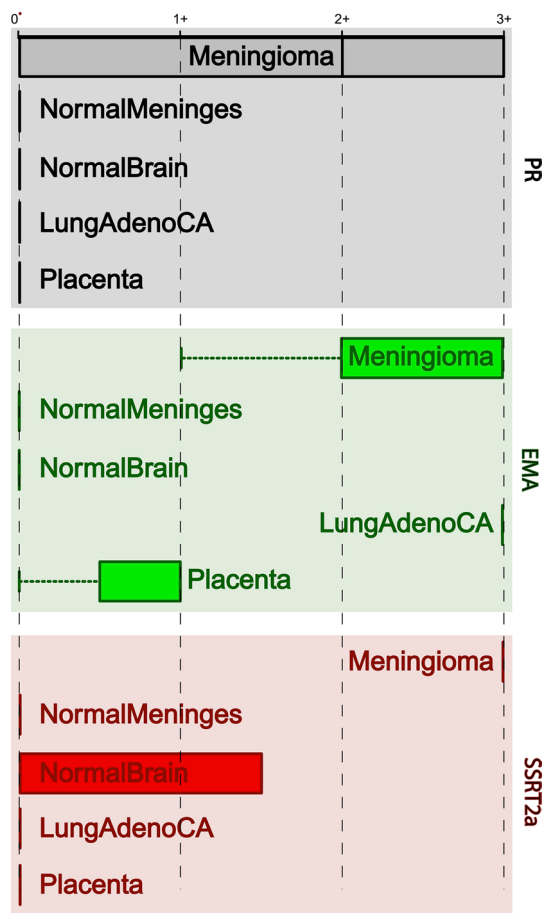 0 1+ 2+ 3+
Meningioma
NormalMeninges
NormalBrain
LungAdenoCA
Placenta
PR
Meningioma
NormalMeninges
NormalBrain
LungAdenoCA
Placenta
EMA
Meningioma
NormalMeninges
NormalBrain
LungAdenoCA
Placenta
SSRT2a